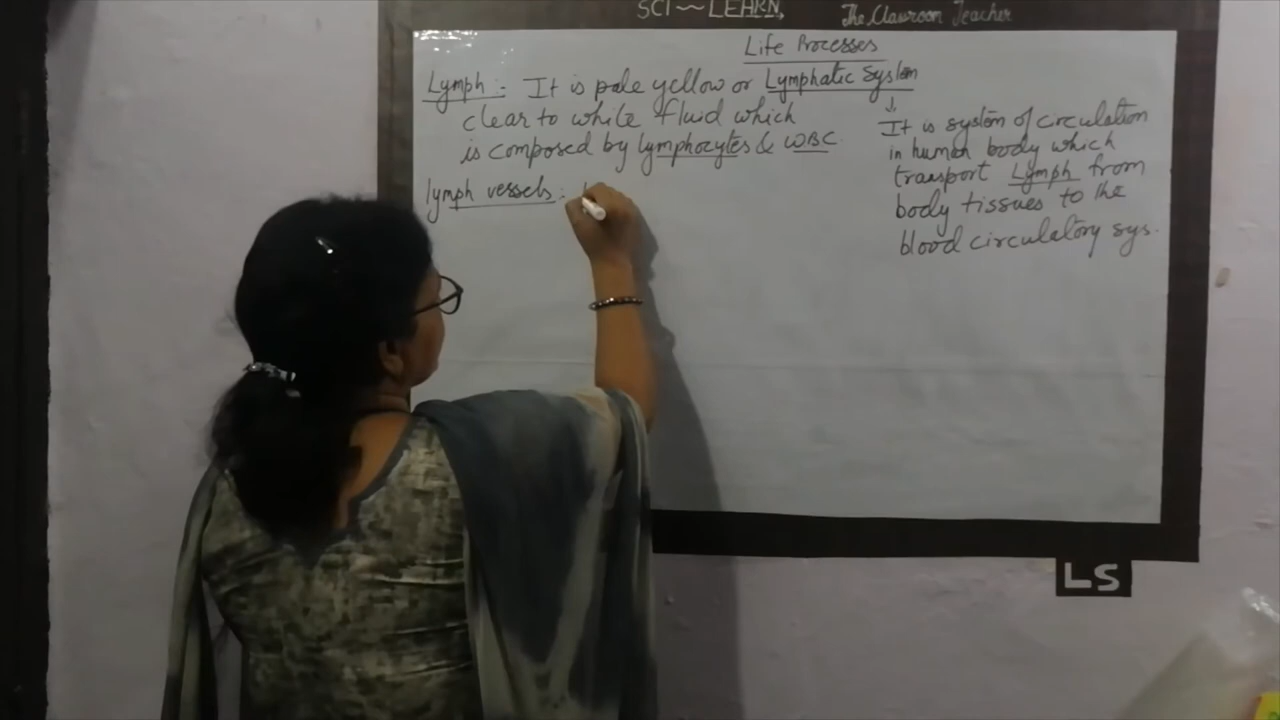 SCI~LEARN, The Classroom Teacher
Life Processes
Lymphatic System
Lymph :- It is pale yellow or
clear to white fluid which
is composed by lymphocytes & WBC.
lymph vessels :-
↓
It is system of circulation
in human body which
transport Lymph from
body tissues to the
blood circulatory sys.
LS